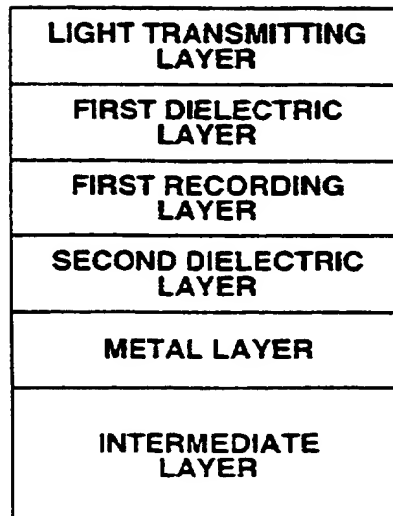 LIGHT TRANSMITTING
LAYER
FIRST DIELECTRIC
LAYER
FIRST RECORDING
LAYER
SECOND DIELECTRIC
LAYER
METAL LAYER
INTERMEDIATE
LAYER